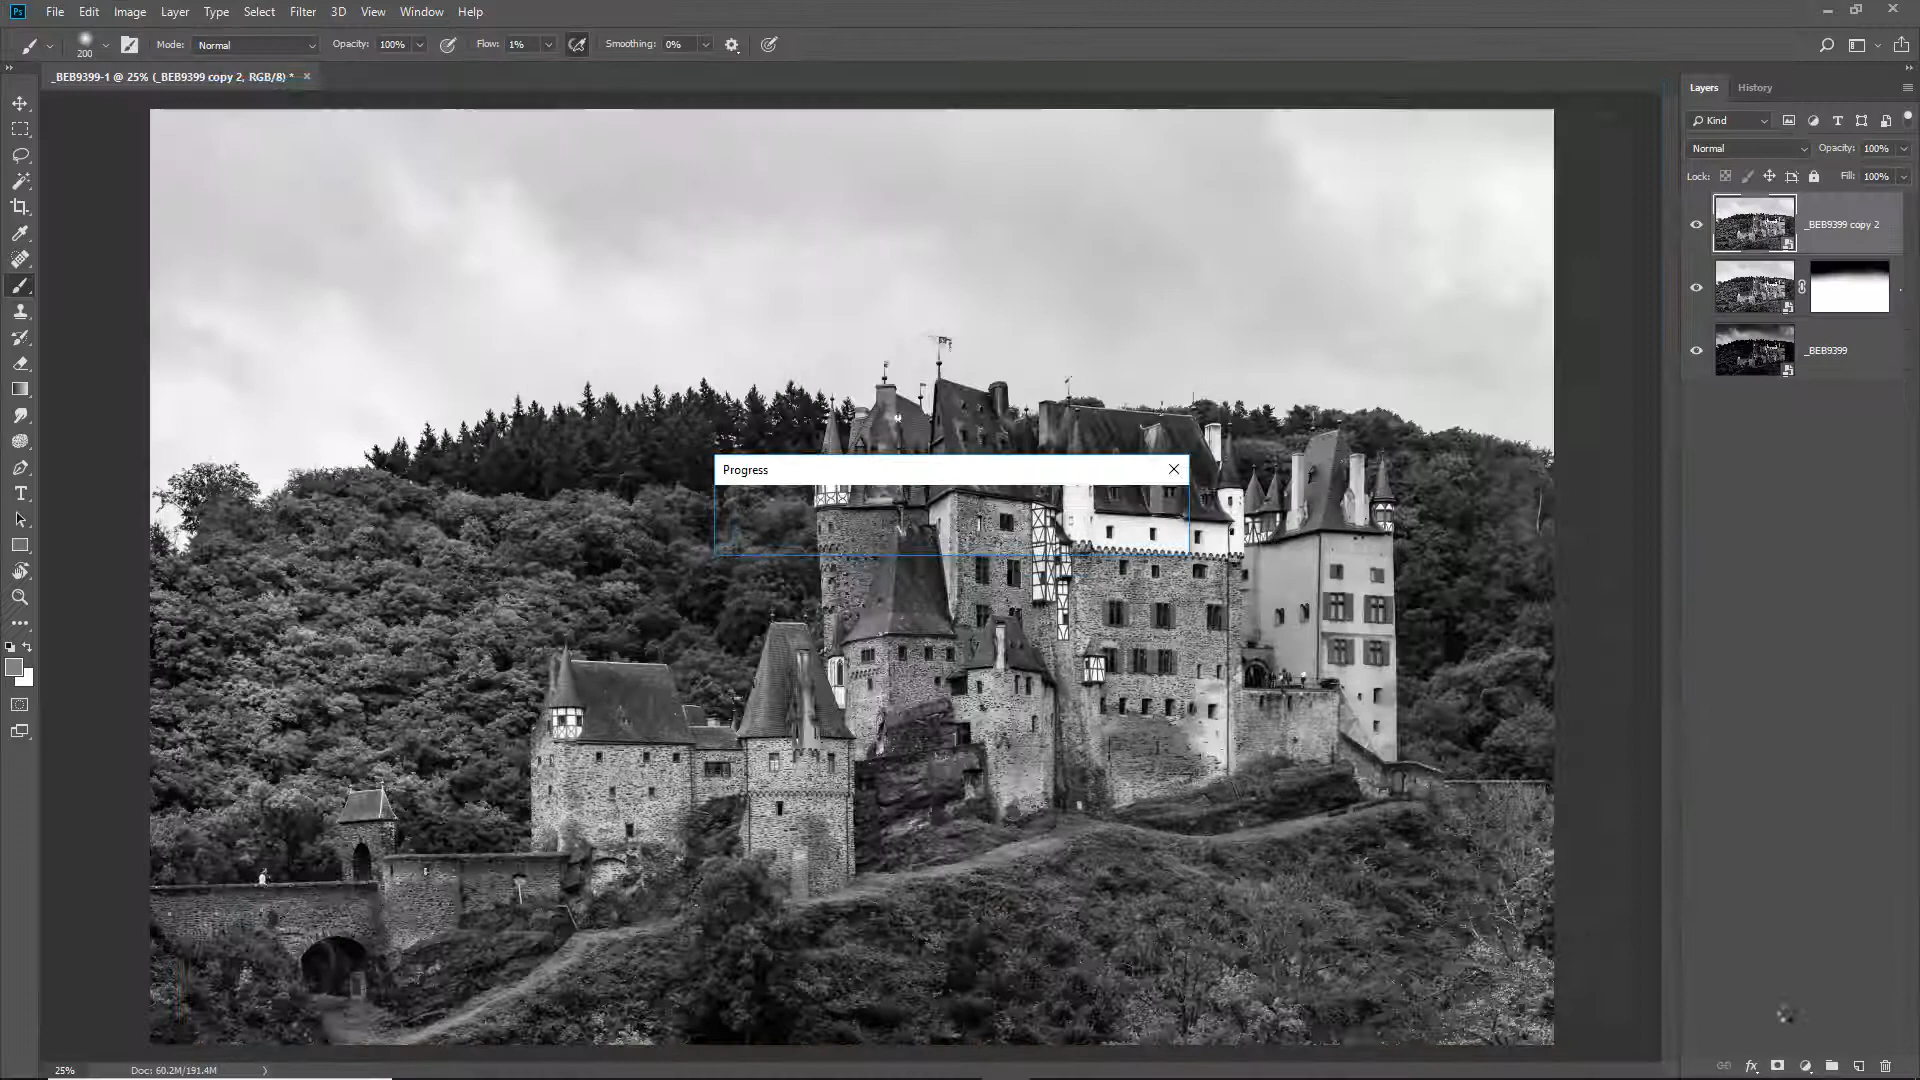 Ps File Edit Image Layer Type Select Filter 3D View Window Help
200 Mode: Normal Opacity: 100% Flow: 1% Smoothing: 0%
_BEB9399-1 @ 25% (_BEB9399 copy 2, RGB/8) *
Layers History
Kind
Normal Opacity: 100%
Lock: Fill: 100%
_BEB9399 copy 2
_BEB9399
Progress
25% Doc: 60.2M/191.4M